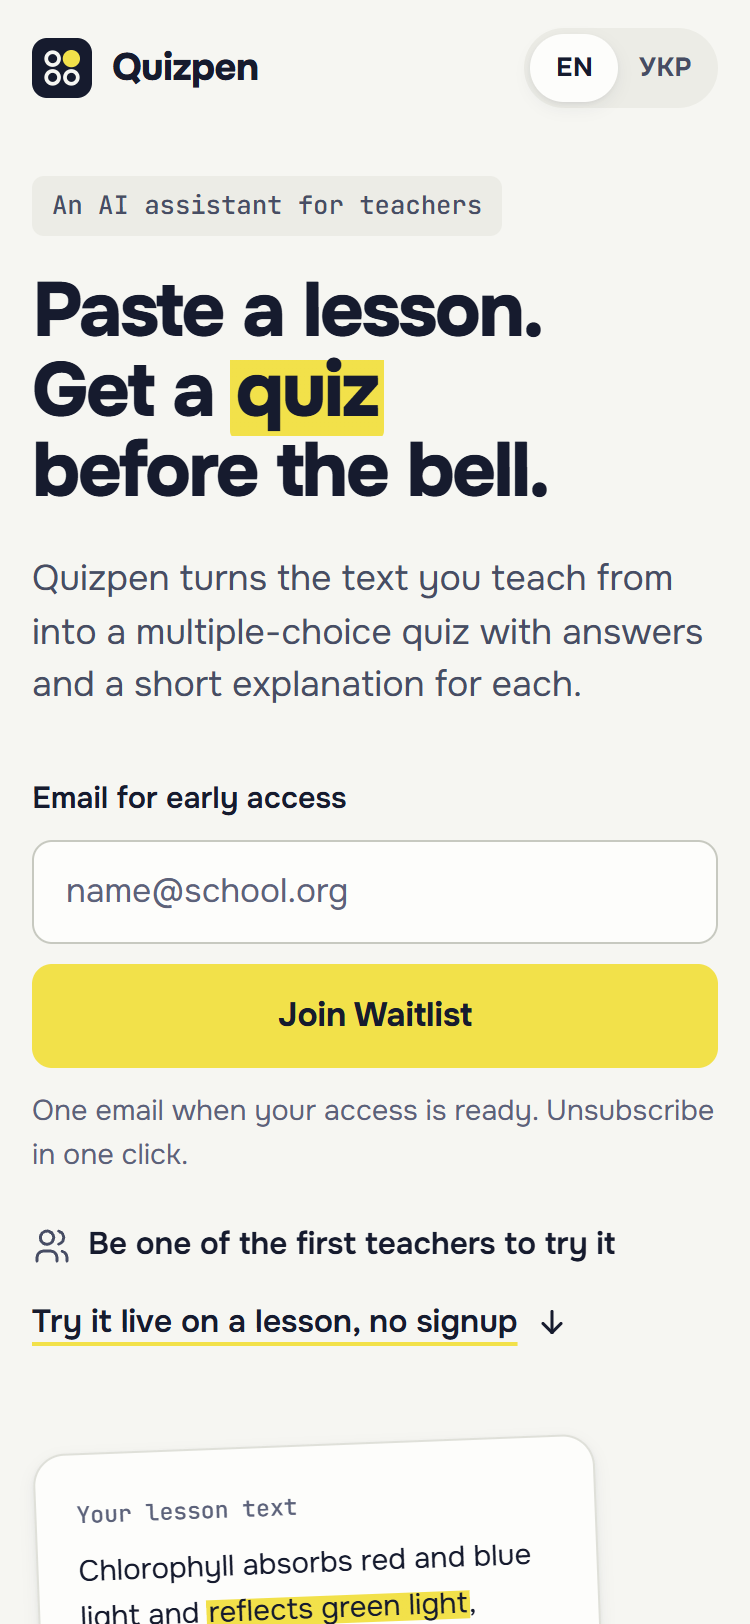 Quizpen
EN УКР
An AI assistant for teachers
Paste a lesson.
Get a quiz
before the bell.
Quizpen turns the text you teach from
into a multiple-choice quiz with answers
and a short explanation for each.
Email for early access
name@school.org
Join Waitlist
One email when your access is ready. Unsubscribe
in one click.
Be one of the first teachers to try it
Try it live on a lesson, no signup ↓
Your lesson text
Chlorophyll absorbs red and blue
light and reflects green light,